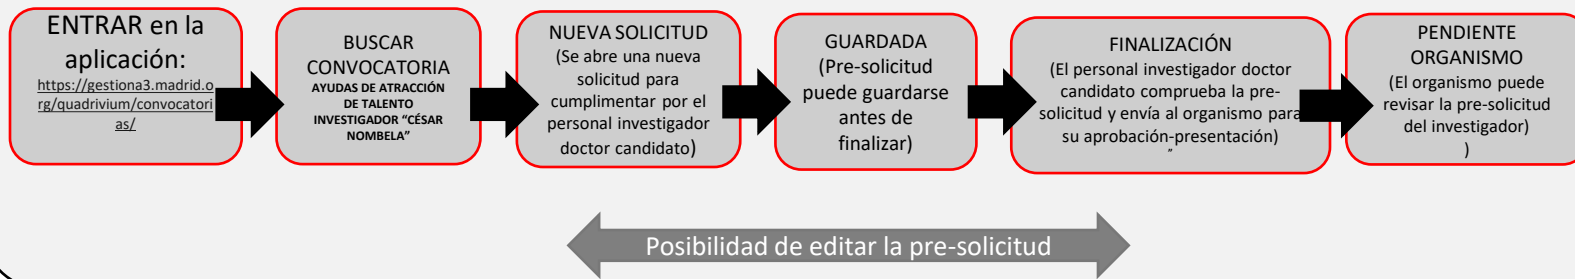 ENTRAR en la
aplicación:
https://gestiona3.madrid.o
rg/quadrivium/convocatori
as/
BUSCAR
CONVOCATORIA
AYUDAS DE ATRACCIÓN
DE TALENTO
INVESTIGADOR “CÉSAR
NOMBELA”
NUEVA SOLICITUD
(Se abre una nueva
solicitud para
cumplimentar por el
personal investigador
doctor candidato)
GUARDADA
(Pre-solicitud
puede guardarse
antes de
finalizar)
FINALIZACIÓN
(El personal investigador doctor
candidato comprueba la pre-
solicitud y envía al organismo para
su aprobación-presentación)
”
PENDIENTE
ORGANISMO
(El organismo puede
revisar la pre-solicitud
del investigador)
)
Posibilidad de editar la pre-solicitud